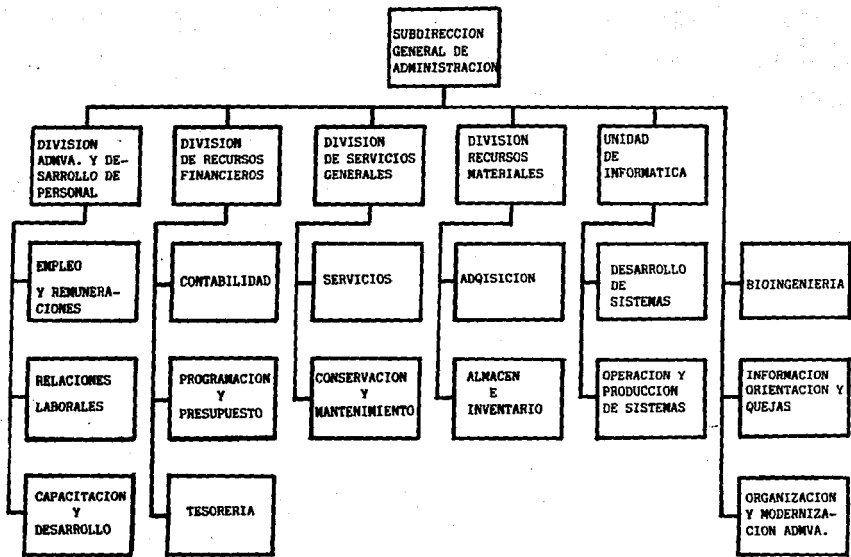 SUBDIRECCION
GENERAL DE
ADMINISTRACION
DIVISION
ADMVA. Y DE-
SARROLLO DE
PERSONAL
DIVISION
DE RECURSOS
FINANCIEROS
DIVISION
DE SERVICIOS
GENERALES
DIVISION
RECURSOS
MATERIALES
UNIDAD
DE
INFORMATICA
EMPLEO
Y REMUNERA-
CIONES
CONTABILIDAD
SERVICIOS
ADQISICION
DESARROLLO
DE
SISTEMAS
BIOINGENIERIA
RELACIONES
LABORALES
PROGRAMACION
Y
PRESUPUESTO
CONSERVACION
Y
MANTENIMIENTO
ALMACEN
E
INVENTARIO
OPERACION Y
PRODUCCION
DE SISTEMAS
INFORMACION
ORIENTACION Y
QUEJAS
CAPACITACION
Y
DESARROLLO
TESORERIA
ORGANIZACION
Y MODERNIZA-
CION ADMVA.